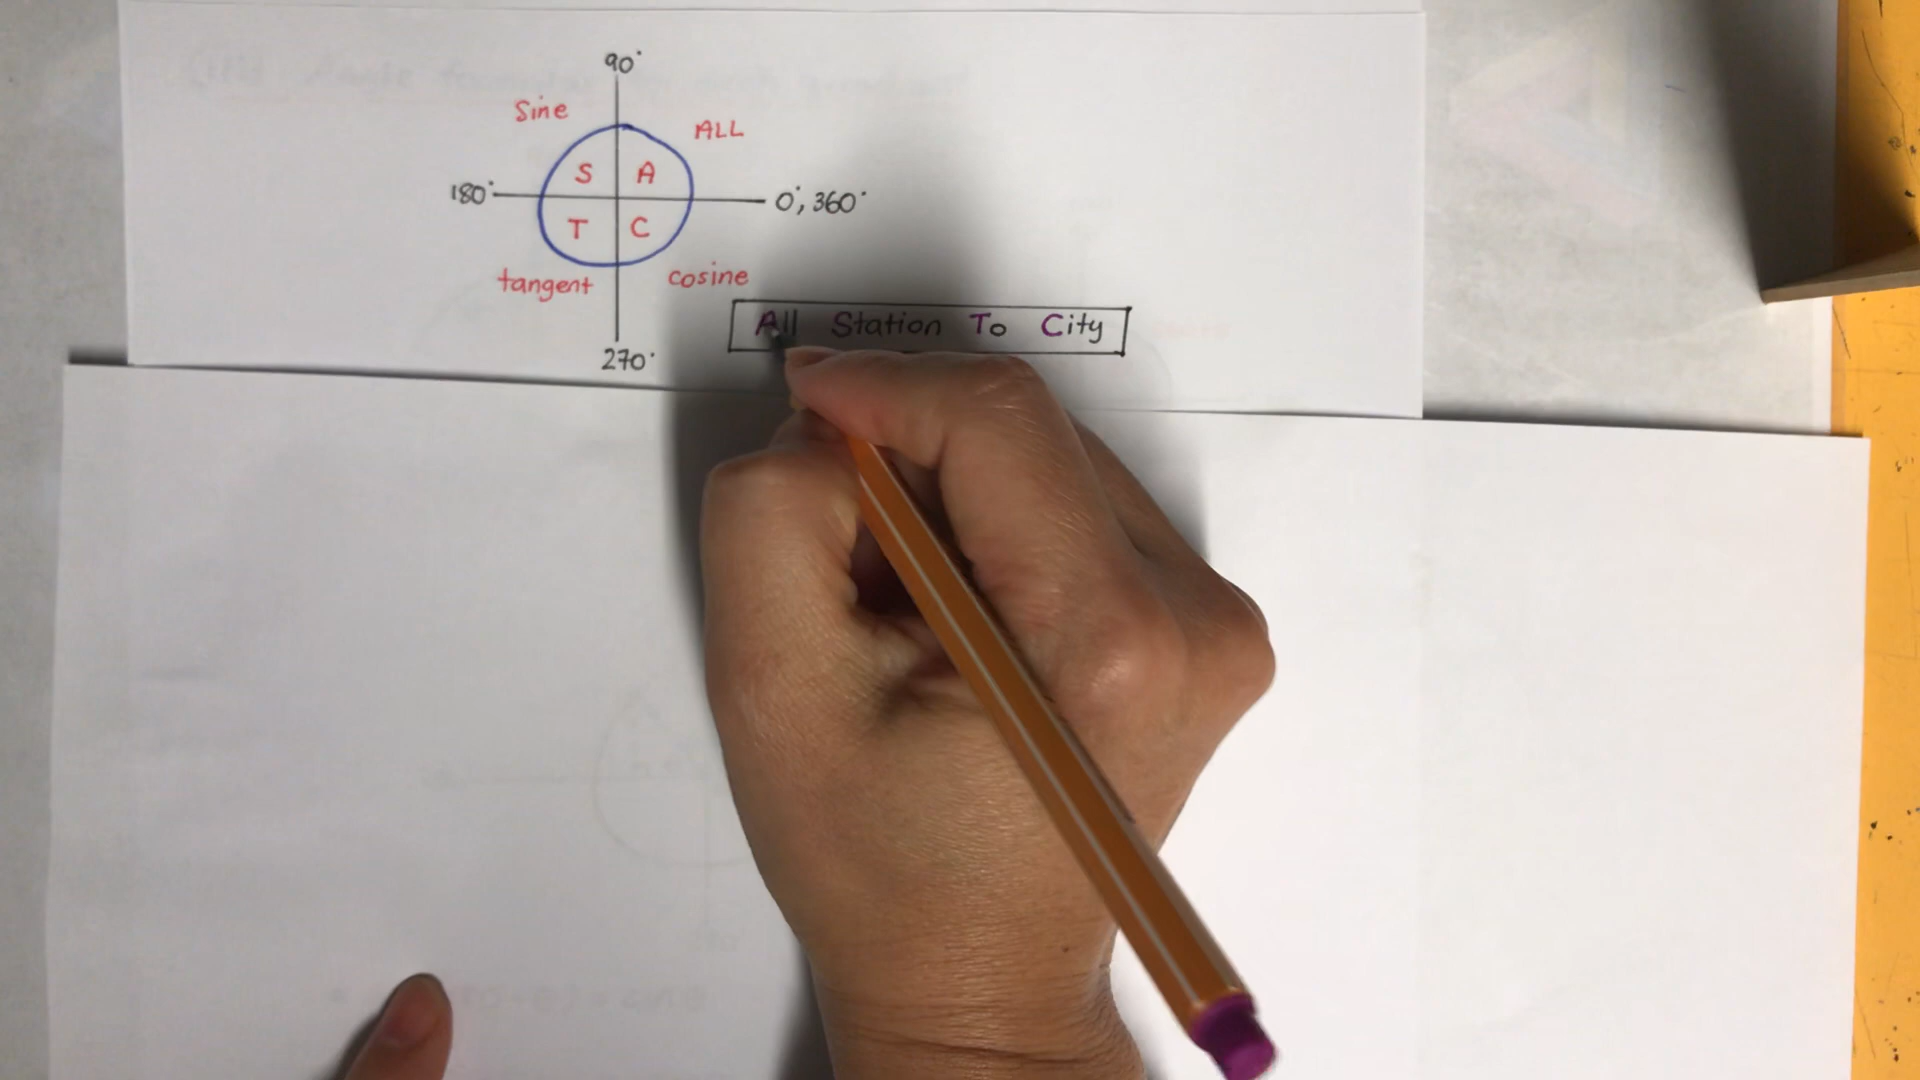 90°
Sine ALL
S A
180° 0°, 360°
T C
tangent cosine
All Station To City
270°